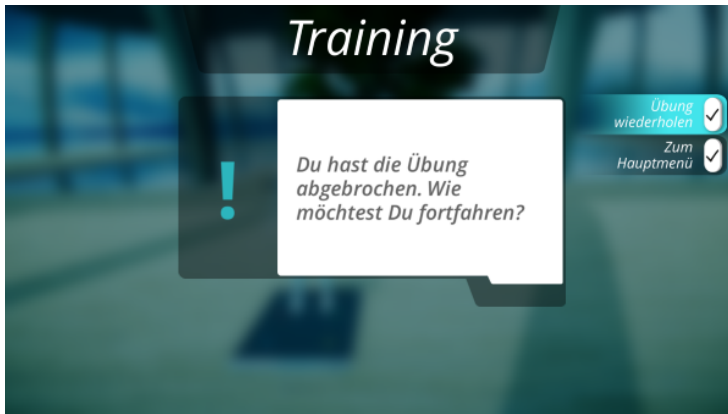 Training
Du hast die Übung
abgebrochen. Wie
möchtest Du fortfahren?
Übung
wiederholen
Zum
Hauptmenü